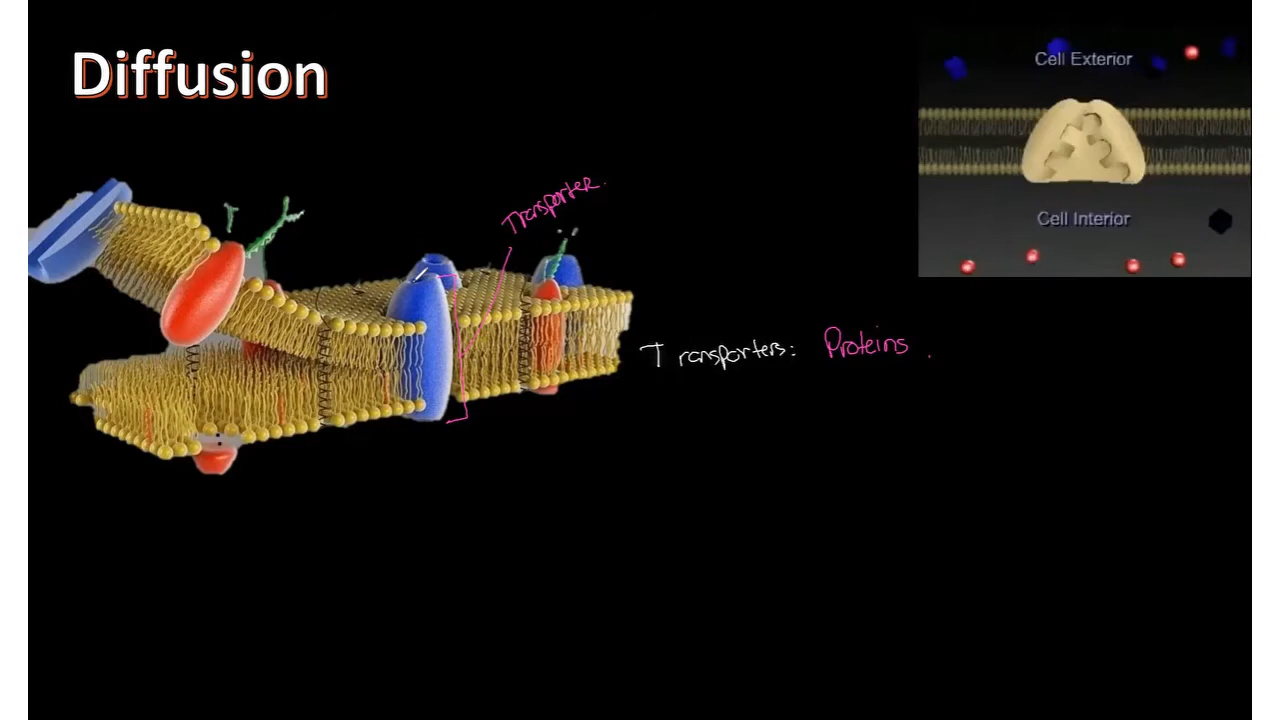 Diffusion
Cell Exterior
Transporter.
Cell Interior
Transporters: Proteins.